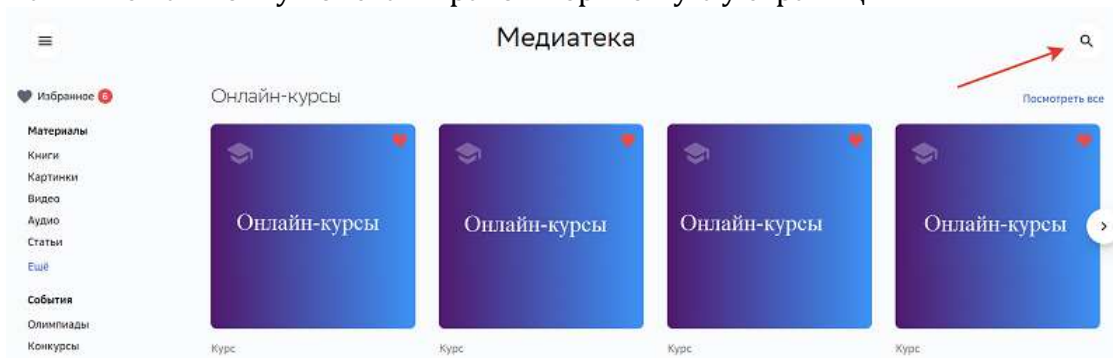 Медиатека
Избранное 6
Материалы
Книги
Картинки
Видео
Аудио
Статьи
Ещё
События
Олимпиады
Конкурсы
Онлайн-курсы
Посмотреть все
Онлайн-курсы
Онлайн-курсы
Онлайн-курсы
Онлайн-курсы
Курс
Курс
Курс
Курс